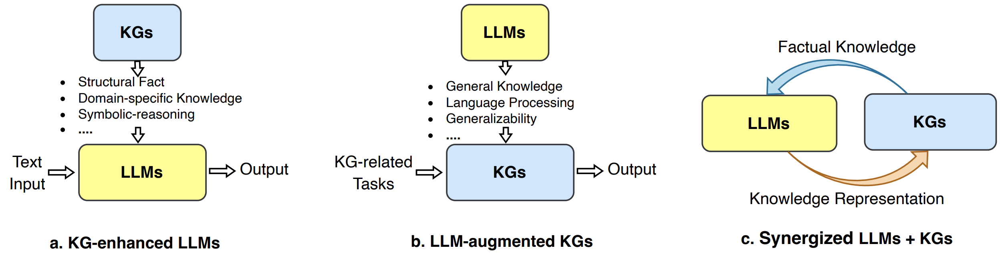 KGs
• Structural Fact
• Domain-specific Knowledge
• Symbolic-reasoning
• ....
Text
Input
LLMs
Output
a. KG-enhanced LLMs
LLMs
• General Knowledge
• Language Processing
• Generalizability
• ....
KG-related
Tasks
KGs
Output
b. LLM-augmented KGs
Factual Knowledge
LLMs
KGs
Knowledge Representation
c. Synergized LLMs + KGs